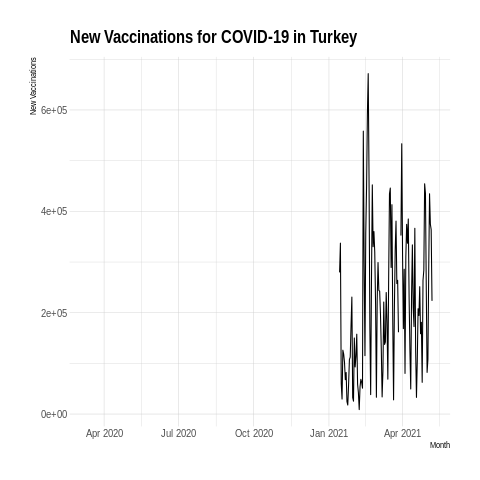 New Vaccinations for COVID-19 in Turkey
New Vaccinations
6e+05
4e+05
2e+05
0e+00
Apr 2020 Jul 2020 Oct 2020 Jan 2021 Apr 2021
Month